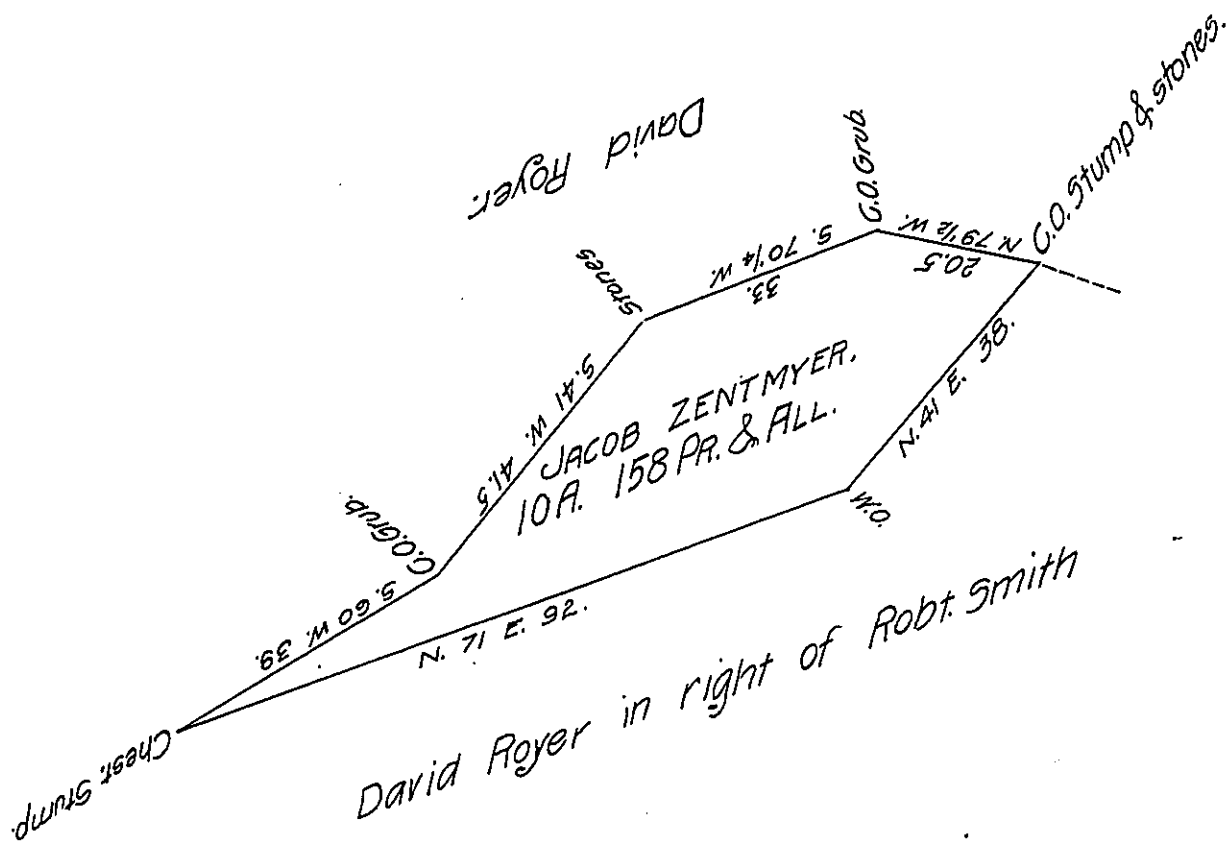 David Royer.
C.O. Grub.
C.O. Stump & stones.
N. 79½ W.
20.5
S. 70¼ W.
33.
Stones
S. 41 W. 41.5
JACOB ZENTMYER.
10A. 158 PR. & ALL.
N. 41 E. 38.
C.O. Grub.
W.O.
S. 60 W. 39.
N. 71 E. 92.
Chest. Stump.
David Royer in right of Robt. Smith